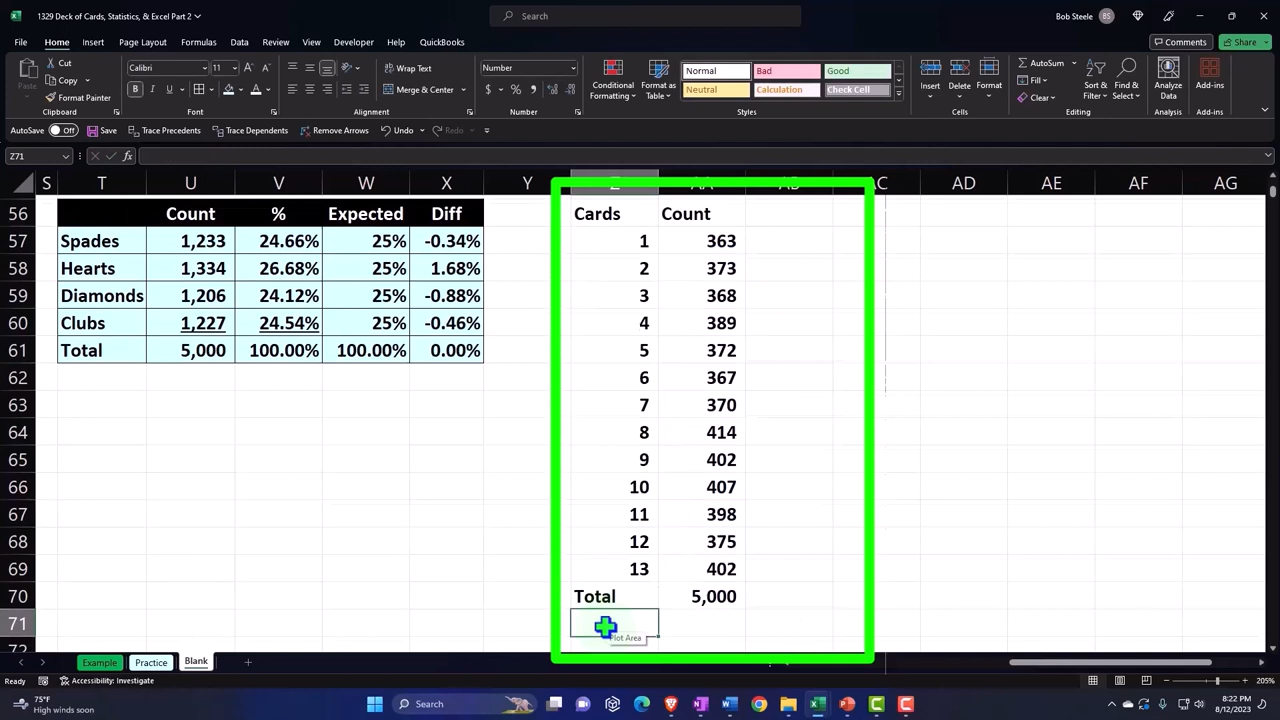 1329 Deck of Cards, Statistics, & Excel Part 2
Search
Bob Steele BS
File Home Insert Page Layout Formulas Data Review View Developer Help QuickBooks Comments Share
Cut
Copy
Format Painter
Clipboard
Calibri 11
Font
Wrap Text
Merge & Center
Alignment
Number
Number
Conditional Formatting
Format as Table
Normal Bad Good
Neutral Calculation Check Cell
Styles
Insert Delete Format
Cells
AutoSum
Fill
Clear
Sort & Filter
Find & Select
Editing
Analyze Data
Analysis
Add-ins
Add-ins
AutoSave Off Save Trace Precedents Trace Dependents Remove Arrows Undo Redo
Z71 fx
S T U V W X Y Z AA AB AC AD AE AF AG
56 Count % Expected Diff Cards Count
57 Spades 1,233 24.66% 25% -0.34% 1 363
58 Hearts 1,334 26.68% 25% 1.68% 2 373
59 Diamonds 1,206 24.12% 25% -0.88% 3 368
60 Clubs 1,227 24.54% 25% -0.46% 4 389
61 Total 5,000 100.00% 100.00% 0.00% 5 372
62 6 367
63 7 370
64 8 414
65 9 402
66 10 407
67 11 398
68 12 375
69 13 402
70 Total 5,000
71 Plot Area
72
Example Practice Blank
Ready Accessibility: Investigate 205%
75°F
High winds soon
Search
8:22 PM
8/12/2023